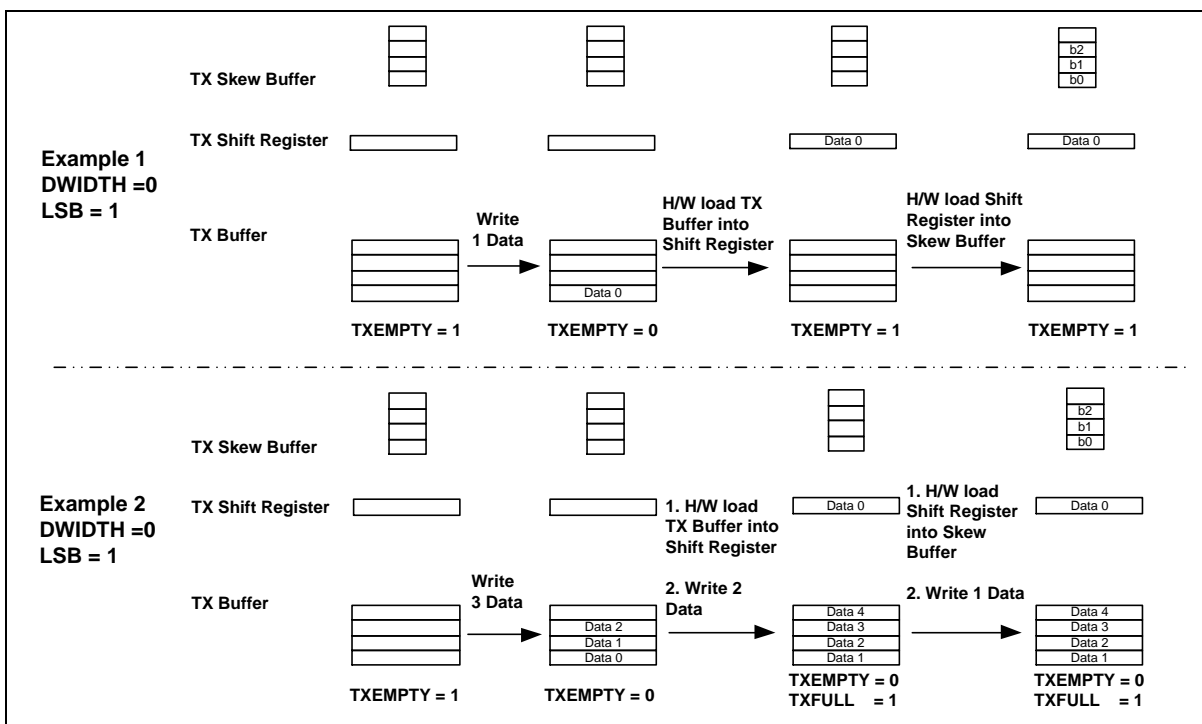 TX Skew Buffer
b2
b1
b0
TX Shift Register
Data 0
Data 0
Example 1
DWIDTH =0
LSB = 1
TX Buffer
Write
1 Data
H/W load TX
Buffer into
Shift Register
H/W load Shift
Register into
Skew Buffer
Data 0
TXEMPTY = 1
TXEMPTY = 0
TXEMPTY = 1
TXEMPTY = 1
TX Skew Buffer
b2
b1
b0
Example 2
DWIDTH =0
LSB = 1
TX Shift Register
1. H/W load
TX Buffer into
Shift Register
Data 0
1. H/W load
Shift Register
into Skew
Buffer
Data 0
TX Buffer
Write
3 Data
Data 2
Data 1
Data 0
2. Write 2
Data
Data 4
Data 3
Data 2
Data 1
2. Write 1 Data
Data 4
Data 3
Data 2
Data 1
TXEMPTY = 1
TXEMPTY = 0
TXEMPTY = 0
TXFULL = 1
TXEMPTY = 0
TXFULL = 1